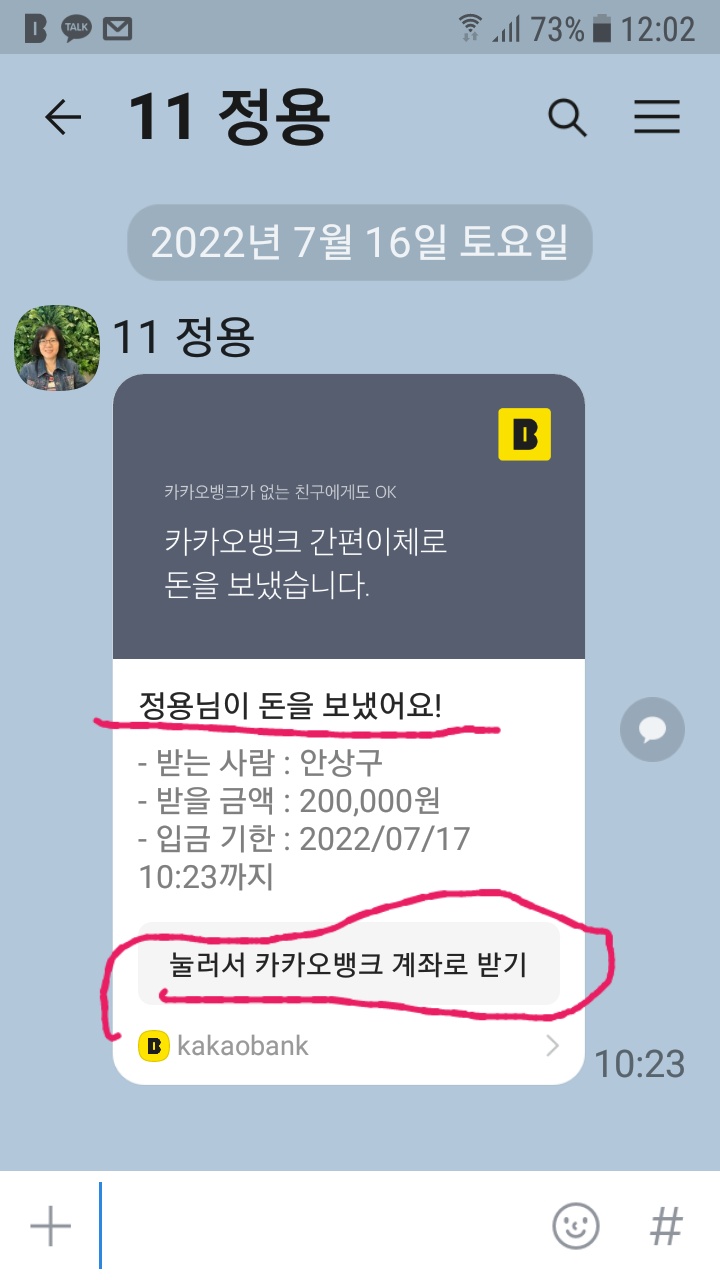 TALK 73% 12:02
11 정용
2022년 7월 16일 토요일
11 정용
B
카카오뱅크가 없는 친구에게도 OK
카카오뱅크 간편이체로
돈을 보냈습니다.
정용님이 돈을 보냈어요!
- 받는 사람 : 안상구
- 받을 금액 : 200,000원
- 입금 기한 : 2022/07/17
10:23까지
눌러서 카카오뱅크 계좌로 받기
B kakaobank
10:23
#